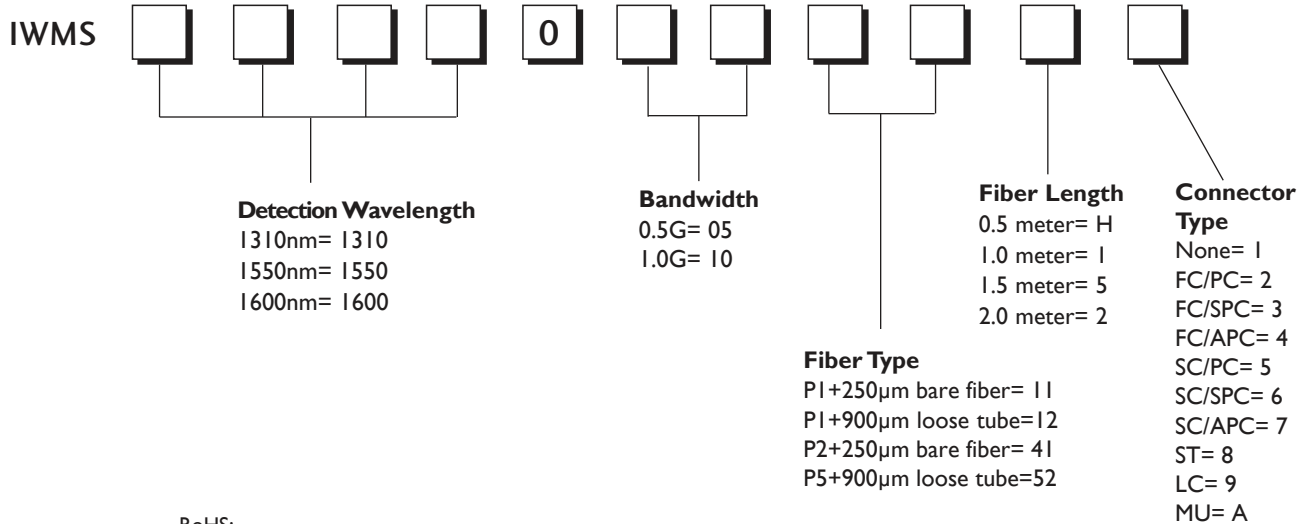 IWMS 0
Detection Wavelength
1310nm= 1310
1550nm= 1550
1600nm= 1600
Bandwidth
0.5G= 05
1.0G= 10
Fiber Type
P1+250µm bare fiber= 11
P1+900µm loose tube=12
P2+250µm bare fiber= 41
P5+900µm loose tube=52
Fiber Length
0.5 meter= H
1.0 meter= 1
1.5 meter= 5
2.0 meter= 2
Connector
Type
None= 1
FC/PC= 2
FC/SPC= 3
FC/APC= 4
SC/PC= 5
SC/SPC= 6
SC/APC= 7
ST= 8
LC= 9
MU= A